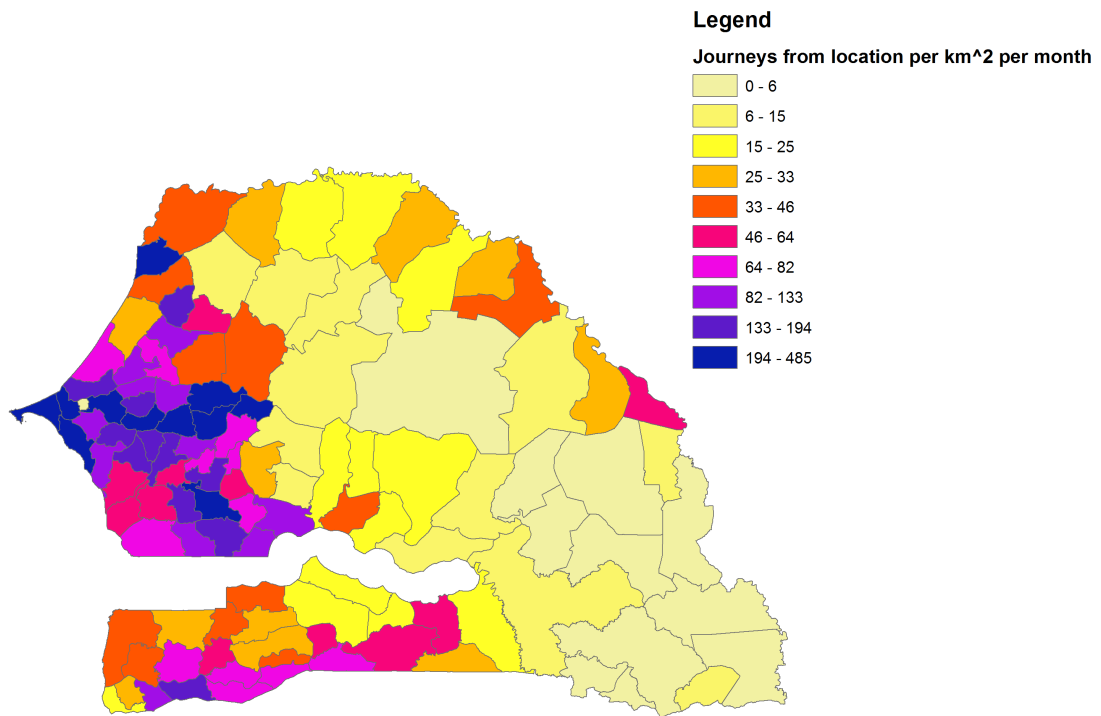 Legend
Journeys from location per km^2 per month
0 - 6
6 - 15
15 - 25
25 - 33
33 - 46
46 - 64
64 - 82
82 - 133
133 - 194
194 - 485